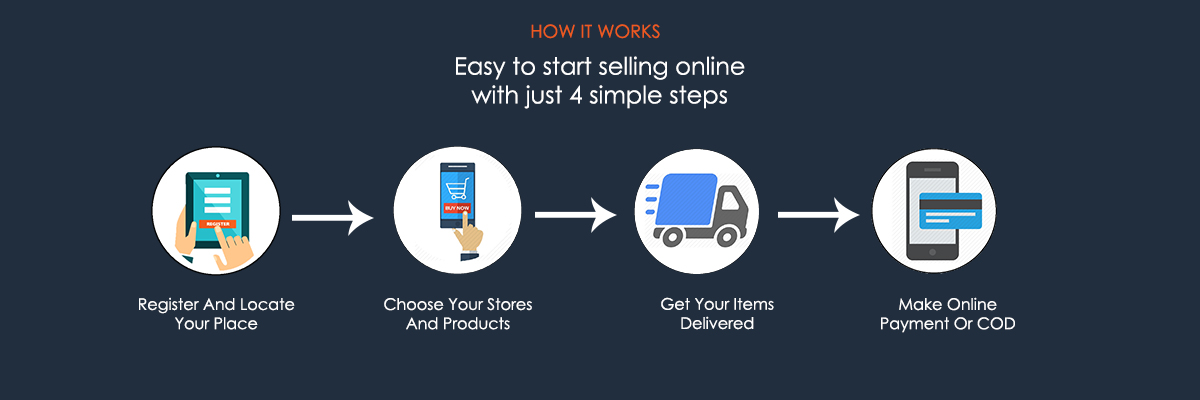 HOW IT WORKS
Easy to start selling online
with just 4 simple steps
REGISTER
BUY NOW
Register And Locate
Your Place
Choose Your Stores
And Products
Get Your Items
Delivered
Make Online
Payment Or COD